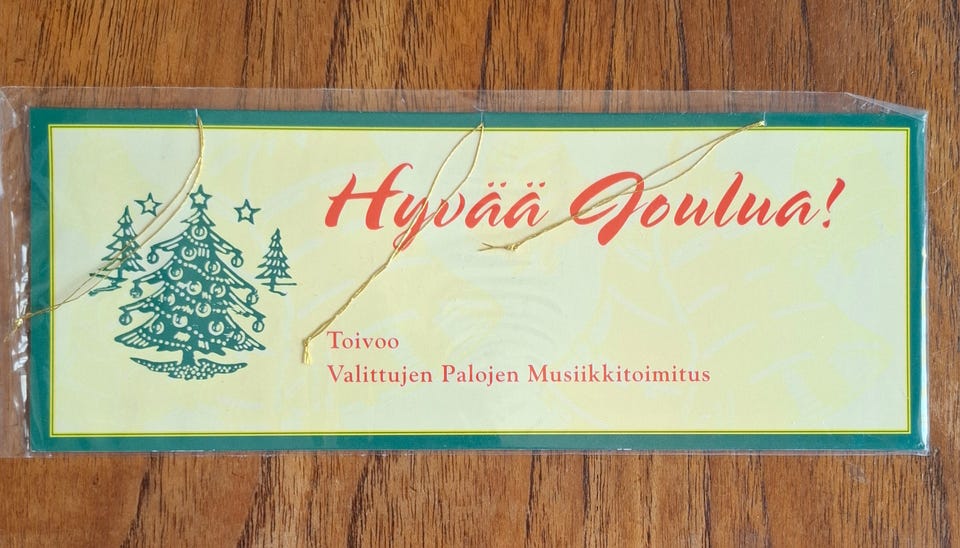 Hyvää Joulua!
Toivoo
Valittujen Palojen Musiikkitoimitus